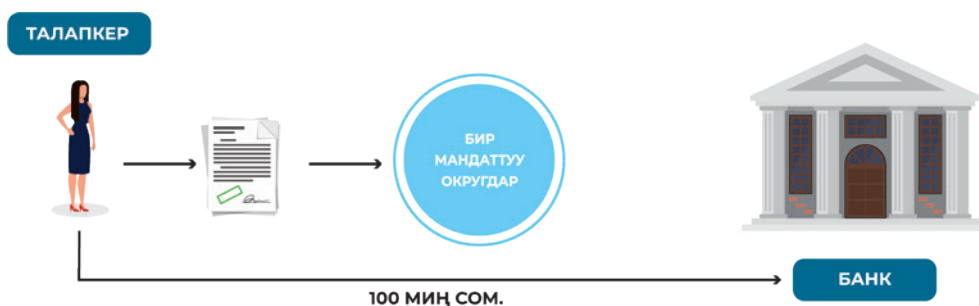 ТАЛАПКЕР
БИР
МАНДАТТУУ
ОКРУГДАР
БАНК
100 МИҢ СОМ.